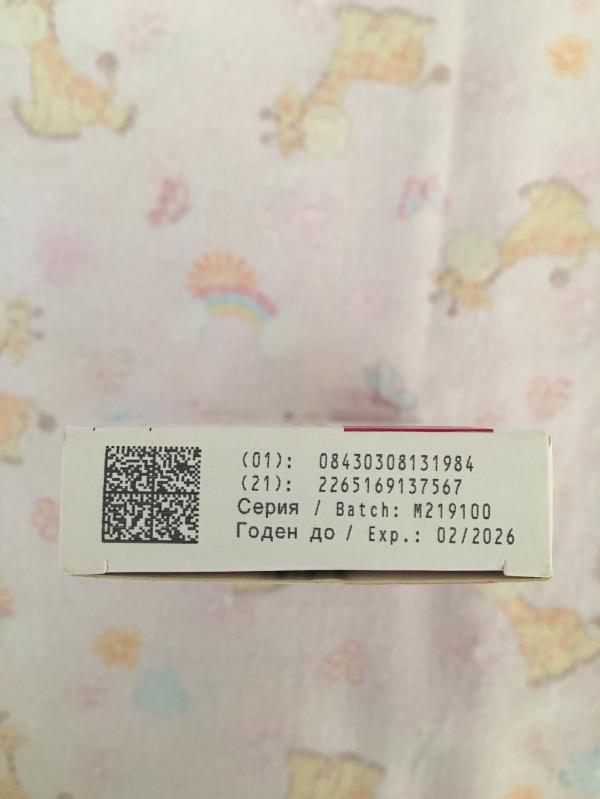 (01): 08430308131984
(21): 2265169137567
Серия / Batch: M219100
Годен до / Exp.: 02/2026